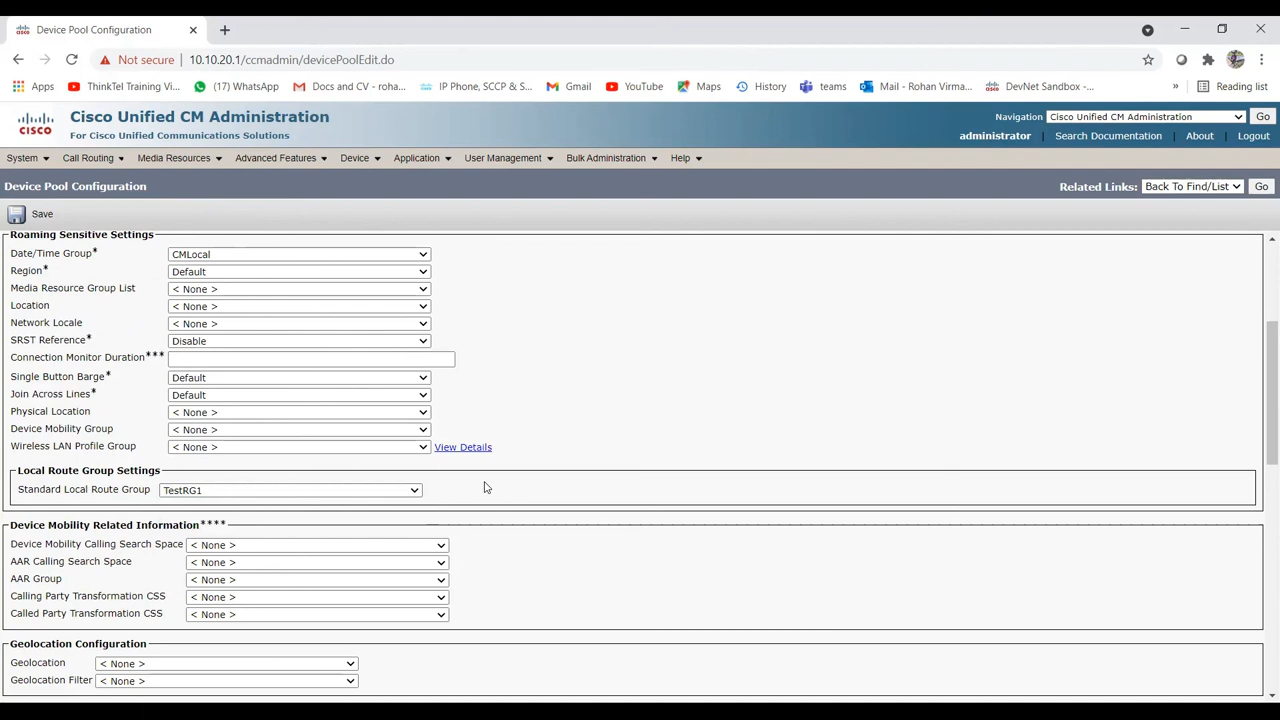 Device Pool Configuration
Not secure 10.10.20.1/ccmadmin/devicePoolEdit.do
Apps ThinkTel Training Vi... (17) WhatsApp Docs and CV - roha... IP Phone, SCCP & S... Gmail YouTube Maps History teams Mail - Rohan Virma... DevNet Sandbox -... » Reading list
CISCO Cisco Unified CM Administration Navigation Cisco Unified CM Administration Go
For Cisco Unified Communications Solutions administrator Search Documentation About Logout
System Call Routing Media Resources Advanced Features Device Application User Management Bulk Administration Help
Device Pool Configuration Related Links: Back To Find/List Go
Save
Roaming Sensitive Settings
Date/Time Group* CMLocal
Region* Default
Media Resource Group List < None >
Location < None >
Network Locale < None >
SRST Reference* Disable
Connection Monitor Duration***
Single Button Barge* Default
Join Across Lines* Default
Physical Location < None >
Device Mobility Group < None >
Wireless LAN Profile Group < None > View Details
Local Route Group Settings
Standard Local Route Group TestRG1
Device Mobility Related Information****
Device Mobility Calling Search Space < None >
AAR Calling Search Space < None >
AAR Group < None >
Calling Party Transformation CSS < None >
Called Party Transformation CSS < None >
Geolocation Configuration
Geolocation < None >
Geolocation Filter < None >